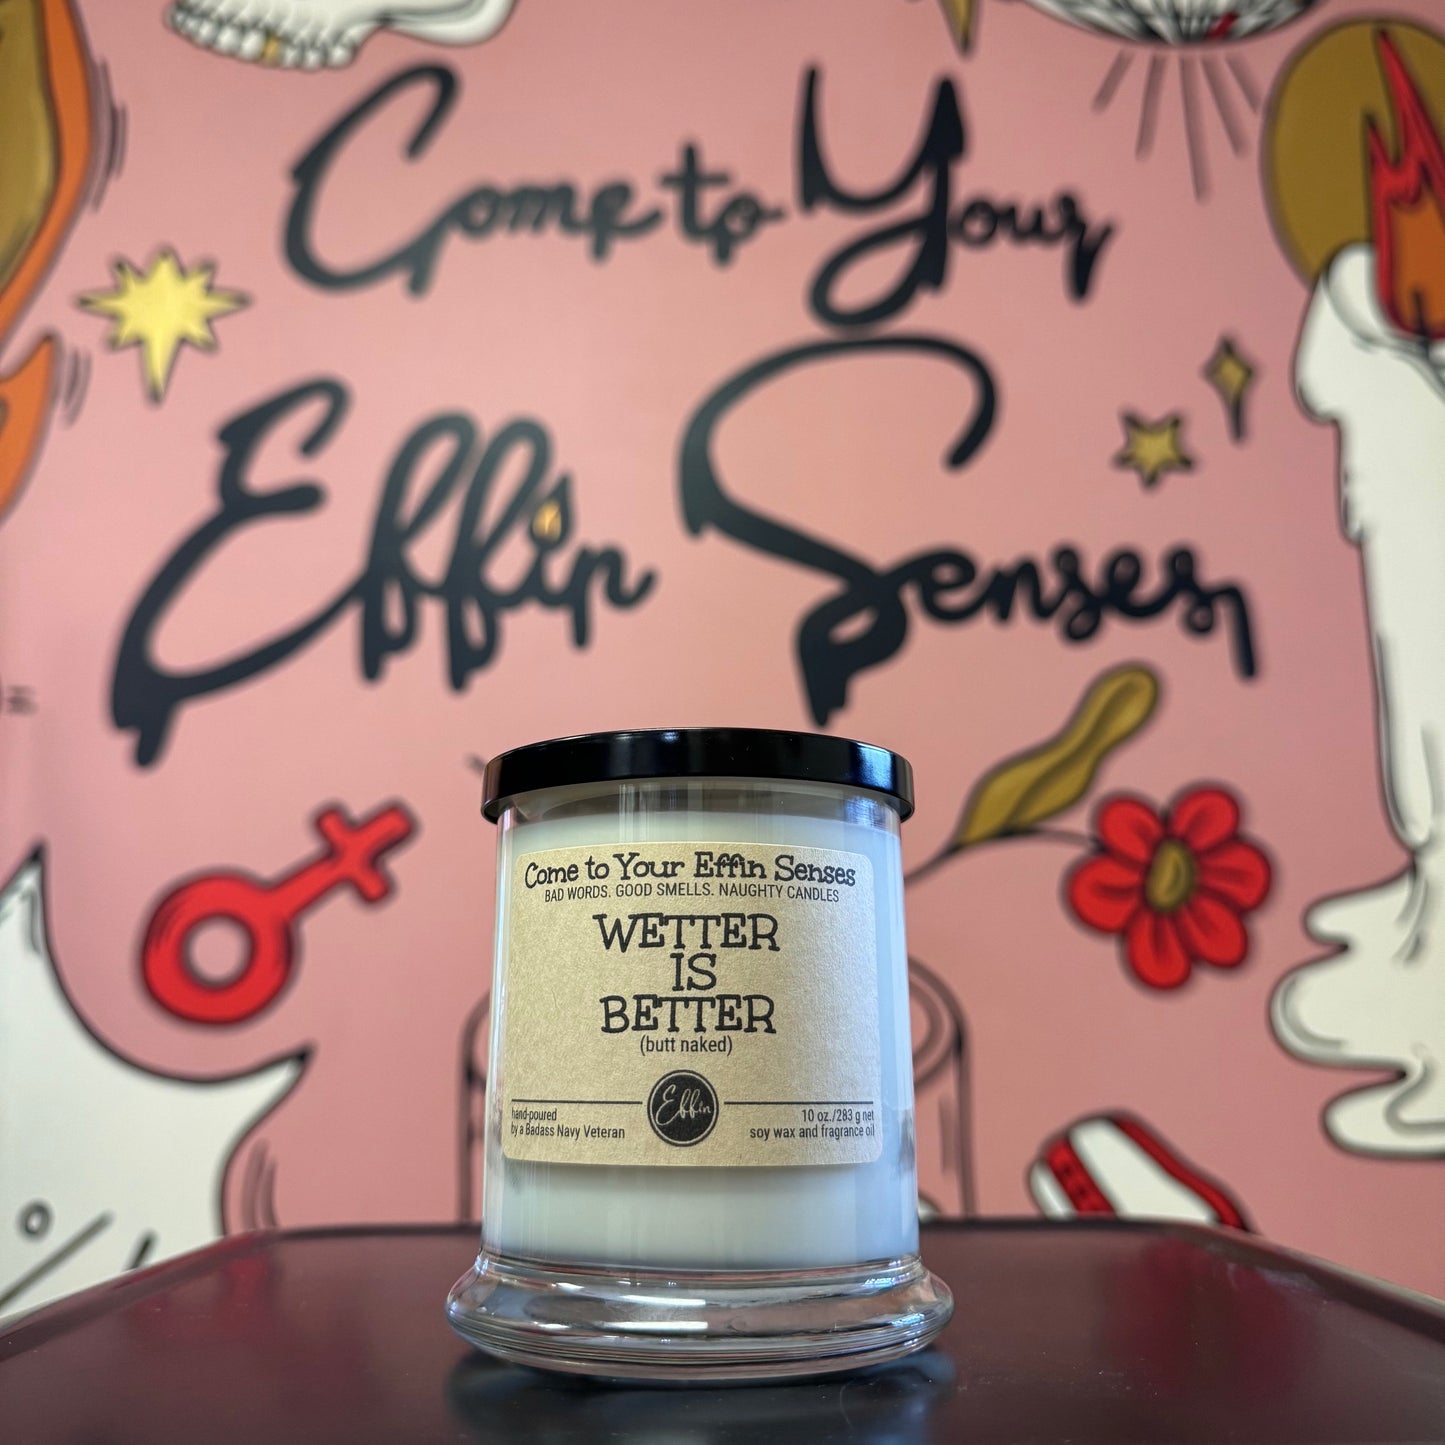 Come to Your
Effin Senses
Come to Your Effin Senses
BAD WORDS. GOOD SMELLS. NAUGHTY CANDLES
WETTER
IS
BETTER
(butt naked)
Effin
hand-poured
by a Badass Navy Veteran
10 oz./283 g net
soy wax and fragrance oil